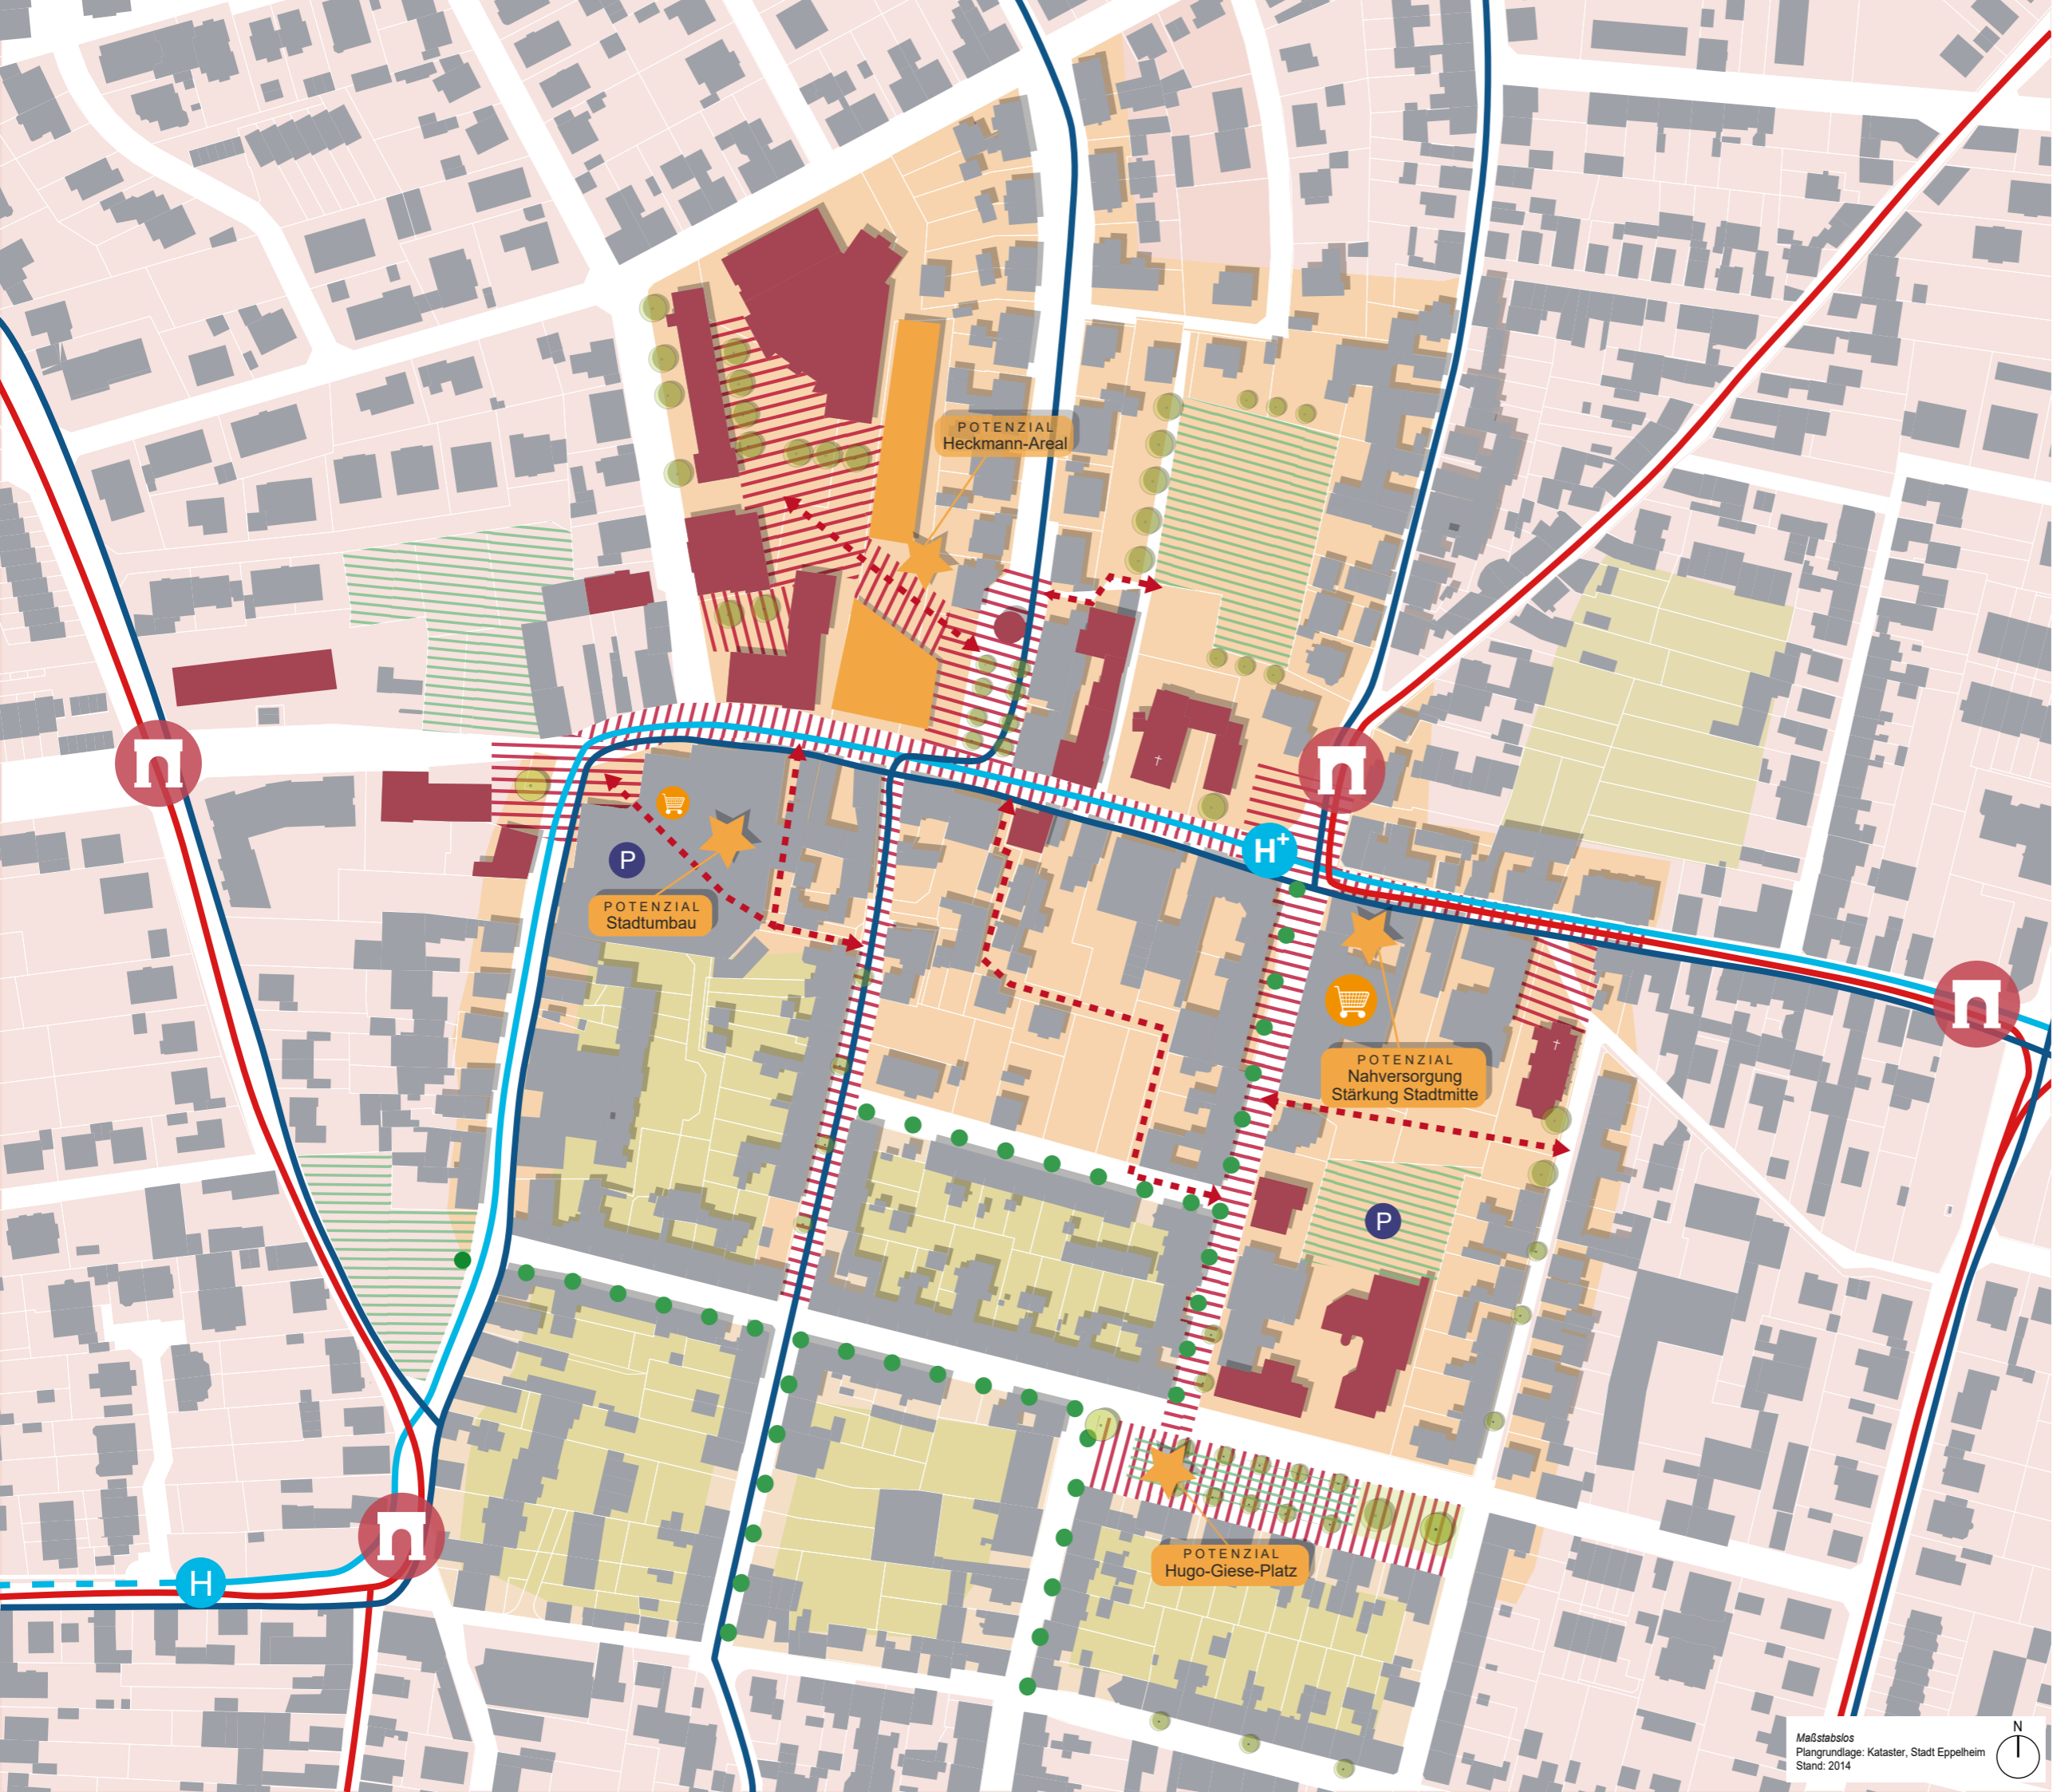 POTENZIAL
Heckmann-Areal
P
POTENZIAL
Stadtumbau
H+
POTENZIAL
Nahversorgung
Stärkung Stadtmitte
P
POTENZIAL
Hugo-Giese-Platz
H
Maßstabslos
Plangrundlage: Kataster, Stadt Eppelheim
Stand: 2014
N